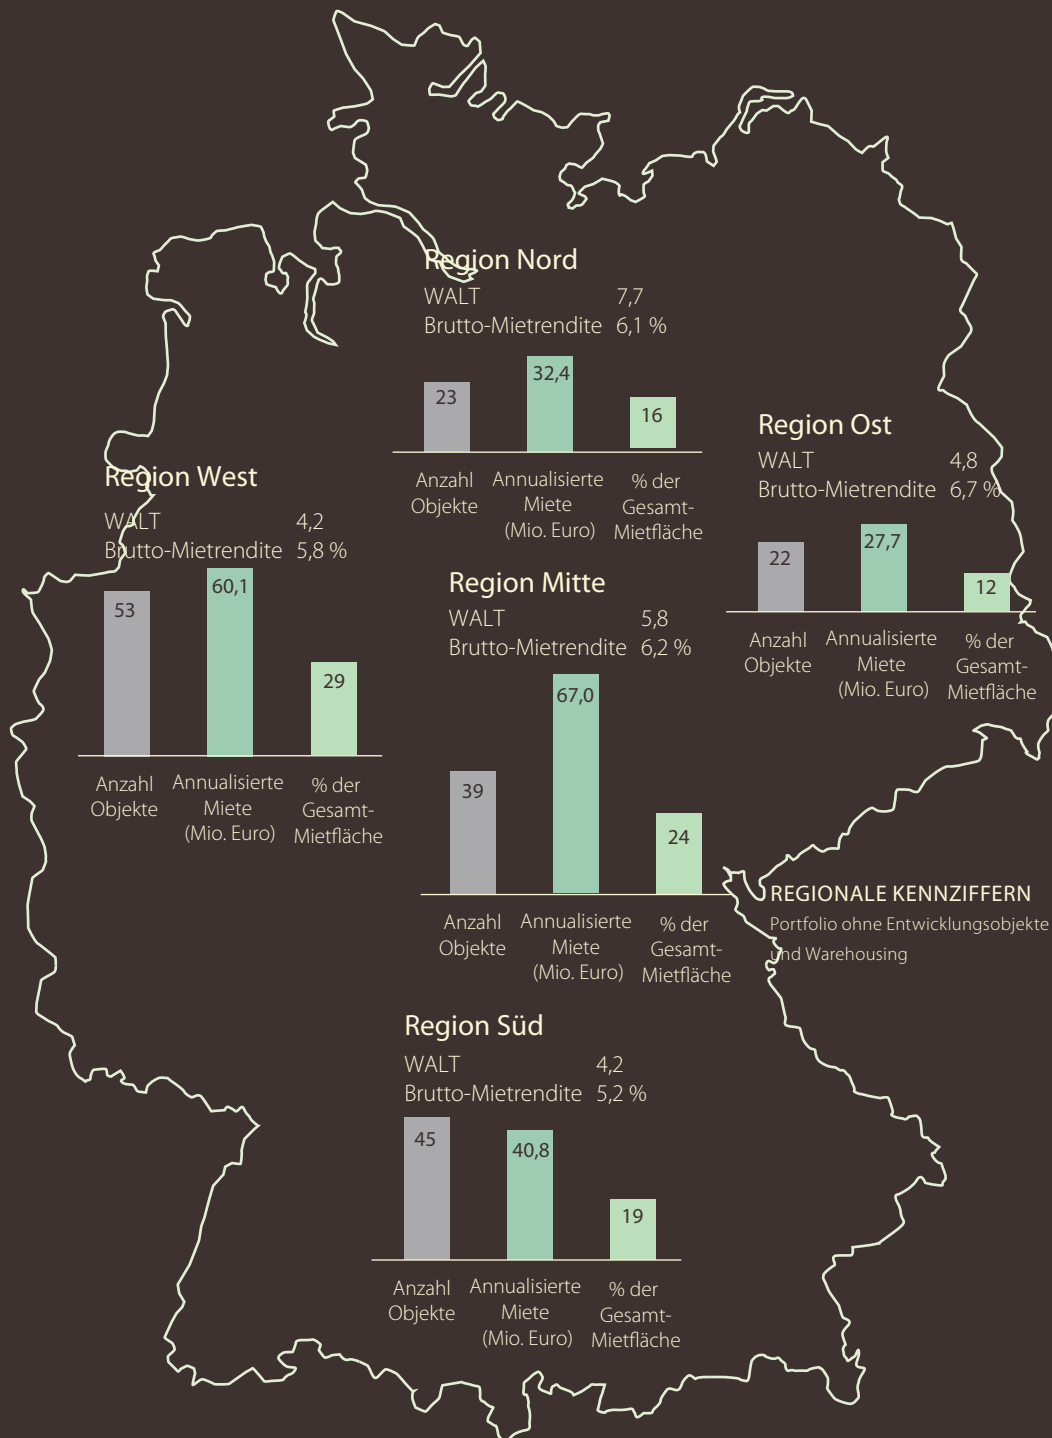 Region Nord
WALT 7,7
Brutto-Mietrendite 6,1 %
23
32,4
16
Anzahl
Objekte
Annualisierte
Miete
(Mio. Euro)
% der
Gesamt-
Mietfläche
Region Ost
WALT 4,8
Brutto-Mietrendite 6,7 %
22
27,7
12
Anzahl
Objekte
Annualisierte
Miete
(Mio. Euro)
% der
Gesamt-
Mietfläche
Region West
WALT 4,2
Brutto-Mietrendite 5,8 %
53
60,1
29
Anzahl
Objekte
Annualisierte
Miete
(Mio. Euro)
% der
Gesamt-
Mietfläche
Region Mitte
WALT 5,8
Brutto-Mietrendite 6,2 %
39
67,0
24
Anzahl
Objekte
Annualisierte
Miete
(Mio. Euro)
% der
Gesamt-
Mietfläche
REGIONALE KENNZIFFERN
Portfolio ohne Entwicklungsobjekte
und Warehousing
Region Süd
WALT 4,2
Brutto-Mietrendite 5,2 %
45
40,8
19
Anzahl
Objekte
Annualisierte
Miete
(Mio. Euro)
% der
Gesamt-
Mietfläche